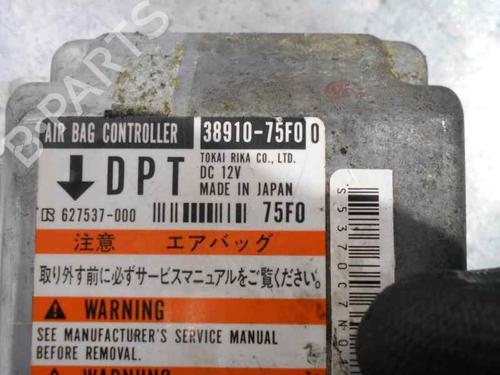 B-PARTS
AIR BAG CONTROLLER 38910-75F0 0
DPT
TOKAI RIKA CO., LTD.
DC 12V
MADE IN JAPAN
627537-000
75F0
注意 エアバッグ
取り外す前に必ずサービスマニュアルをご覧ください。
WARNING
SEE MANUFACTURER'S SERVICE MANUAL
BEFORE REMOVAL.
WARNING
S5370C7N0